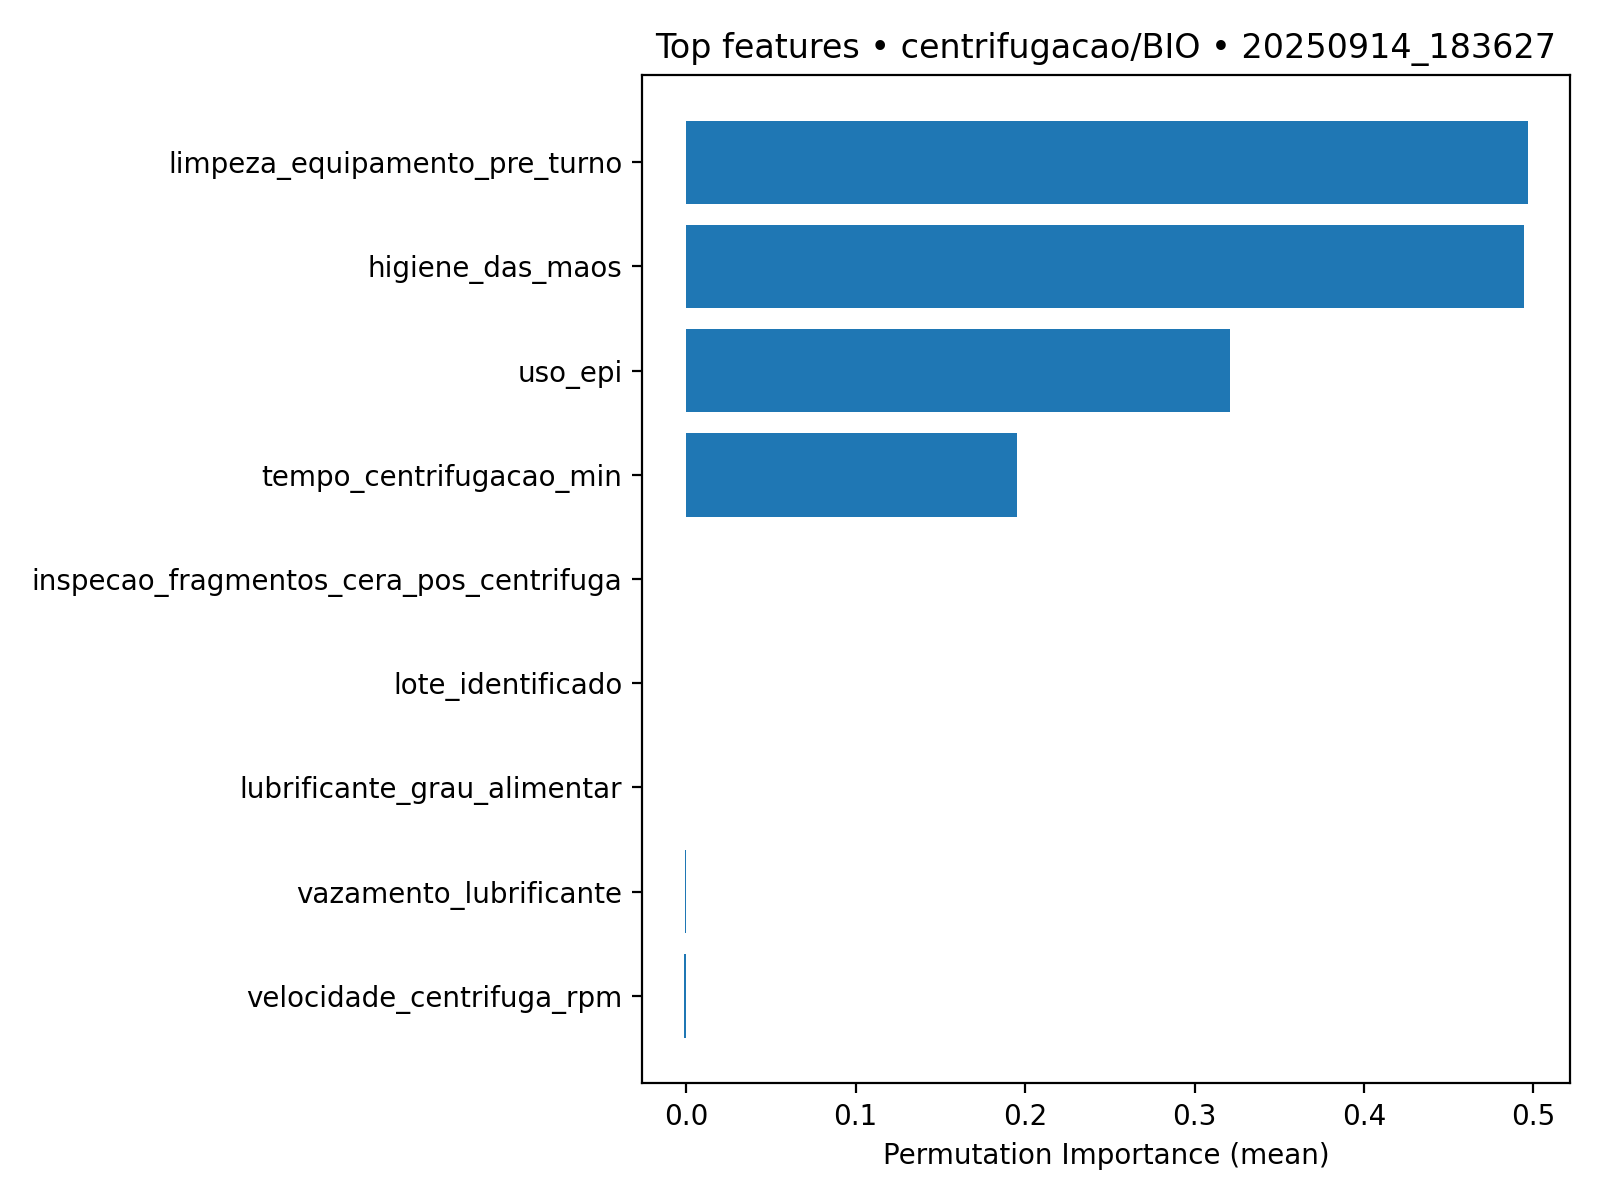 Top features • centrifugacao/BIO • 20250914_183627
limpeza_equipamento_pre_turno
higiene_das_maos
uso_epi
tempo_centrifugacao_min
inspecao_fragmentos_cera_pos_centrifuga
lote_identificado
lubrificante_grau_alimentar
vazamento_lubrificante
velocidade_centrifuga_rpm
0.0 0.1 0.2 0.3 0.4 0.5
Permutation Importance (mean)